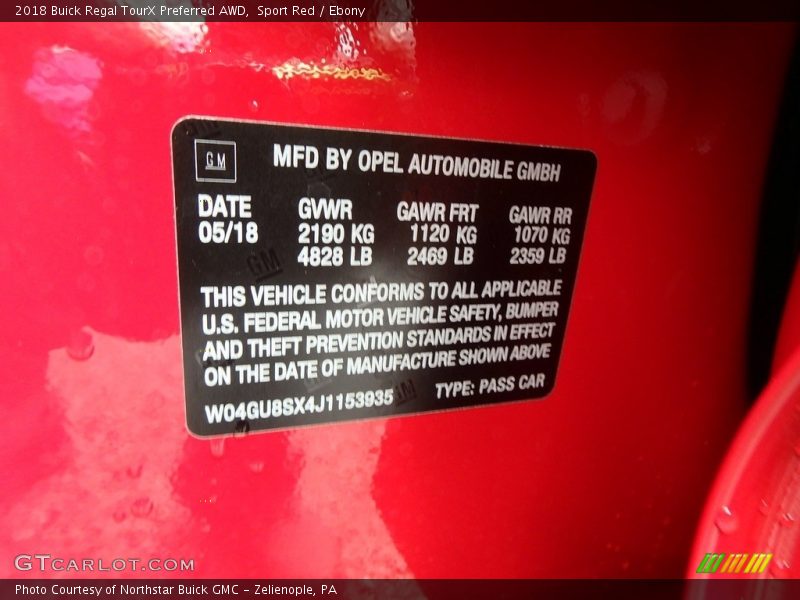 2018 Buick Regal TourX Preferred AWD, Sport Red / Ebony
GM
MFD BY OPEL AUTOMOBILE GMBH
DATE GVWR GAWR FRT GAWR RR
05/18 2190 KG 1120 KG 1070 KG
4828 LB 2469 LB 2359 LB
THIS VEHICLE CONFORMS TO ALL APPLICABLE
U.S. FEDERAL MOTOR VEHICLE SAFETY, BUMPER
AND THEFT PREVENTION STANDARDS IN EFFECT
ON THE DATE OF MANUFACTURE SHOWN ABOVE
W04GU8SX4J1153935 TYPE: PASS CAR
GTCARLOT.COM
Photo Courtesy of Northstar Buick GMC - Zelienople, PA